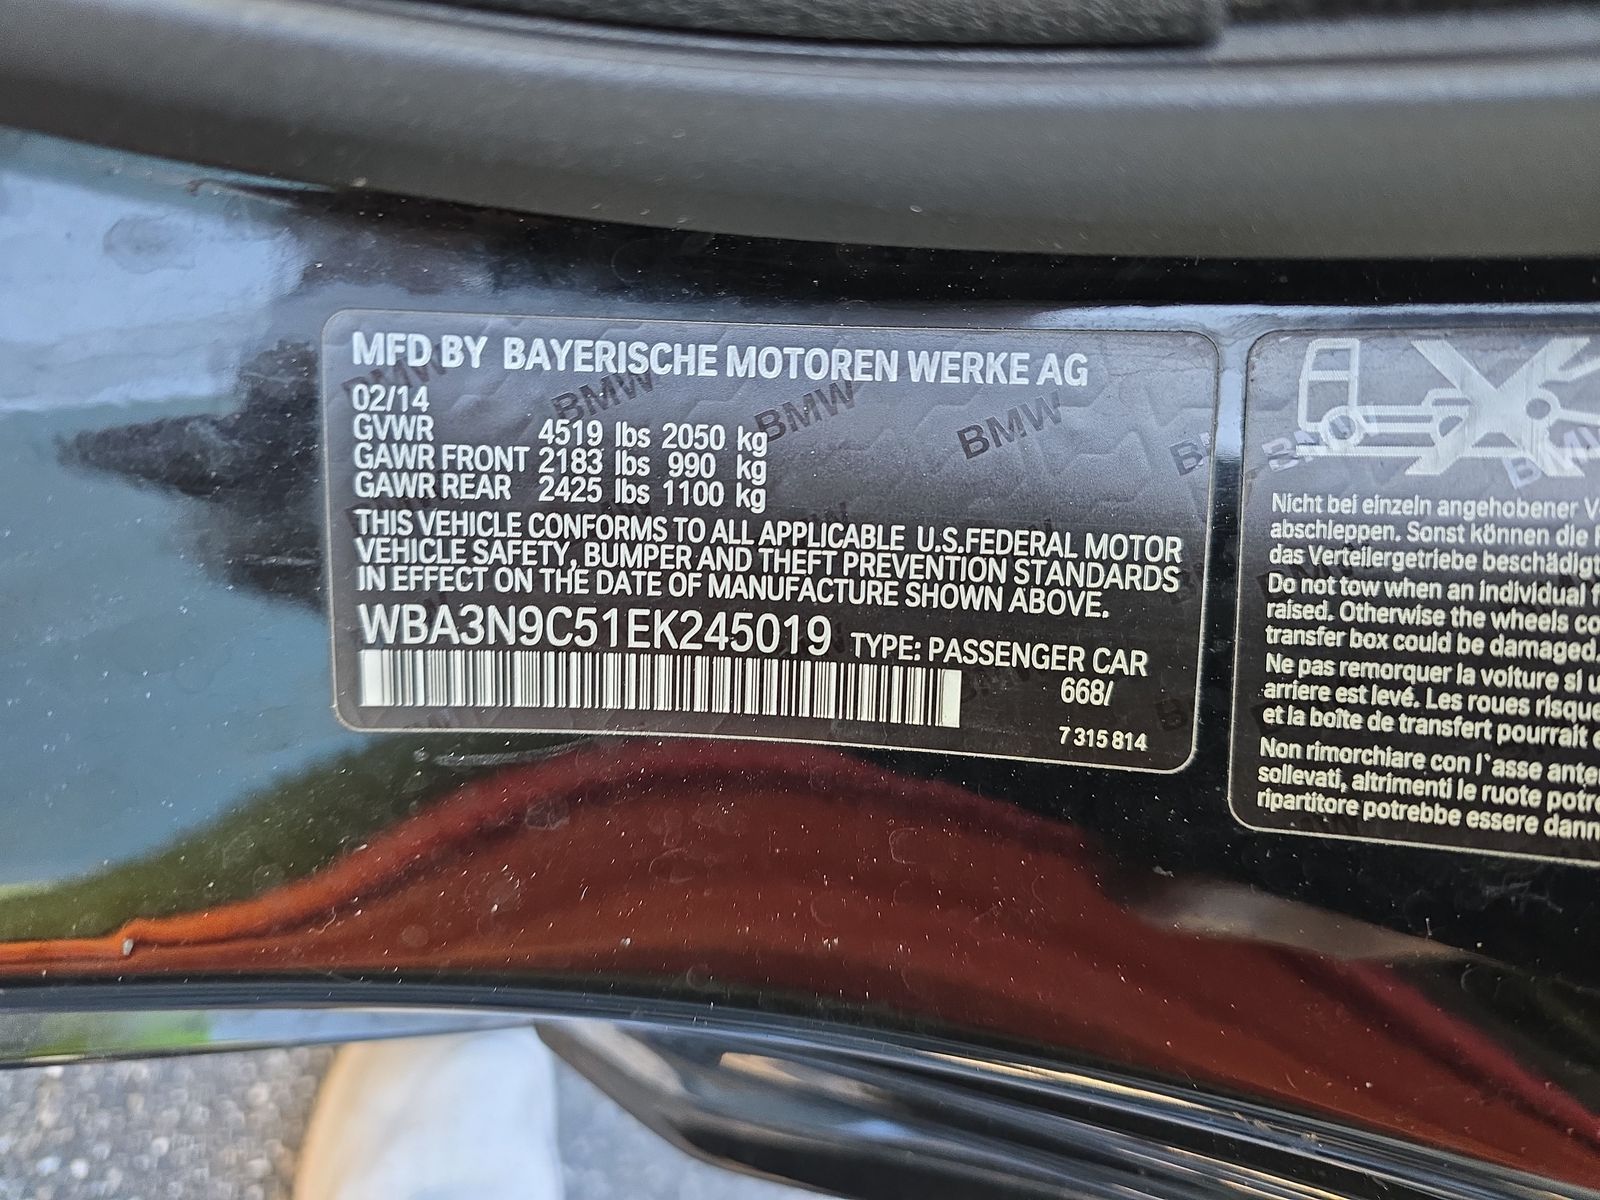 MFD BY BAYERISCHE MOTOREN WERKE AG
02/14
GVWR 4519 lbs 2050 kg
GAWR FRONT 2183 lbs 990 kg
GAWR REAR 2425 lbs 1100 kg
THIS VEHICLE CONFORMS TO ALL APPLICABLE U.S.FEDERAL MOTOR
VEHICLE SAFETY, BUMPER AND THEFT PREVENTION STANDARDS
IN EFFECT ON THE DATE OF MANUFACTURE SHOWN ABOVE.
WBA3N9C51EK245019 TYPE: PASSENGER CAR
668/
7 315 814
BMW BMW BMW
Nicht bei einzeln angehobener
abschleppen. Sonst können die
das Verteilergetriebe beschädigt
Do not tow when an individual
raised. Otherwise the wheels
transfer box could be damaged.
Ne pas remorquer la voiture si
arriere est levé. Les roues
et la boîte de transfert pourrait
Non rimorchiare con l`asse
sollevati, altrimenti le ruote
ripartitore potrebbe essere